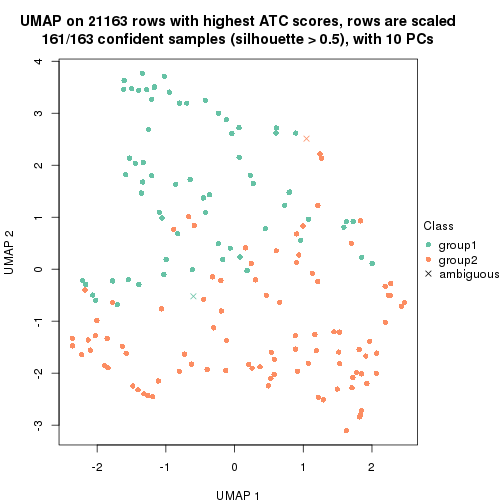 UMAP on 21163 rows with highest ATC scores, rows are scaled
161/163 confident samples (silhouette > 0.5), with 10 PCs
4
3
2
1
0
-1
-2
-3
UMAP 2
-2
-1
0
1
2
UMAP 1
Class
group1
group2
ambiguous